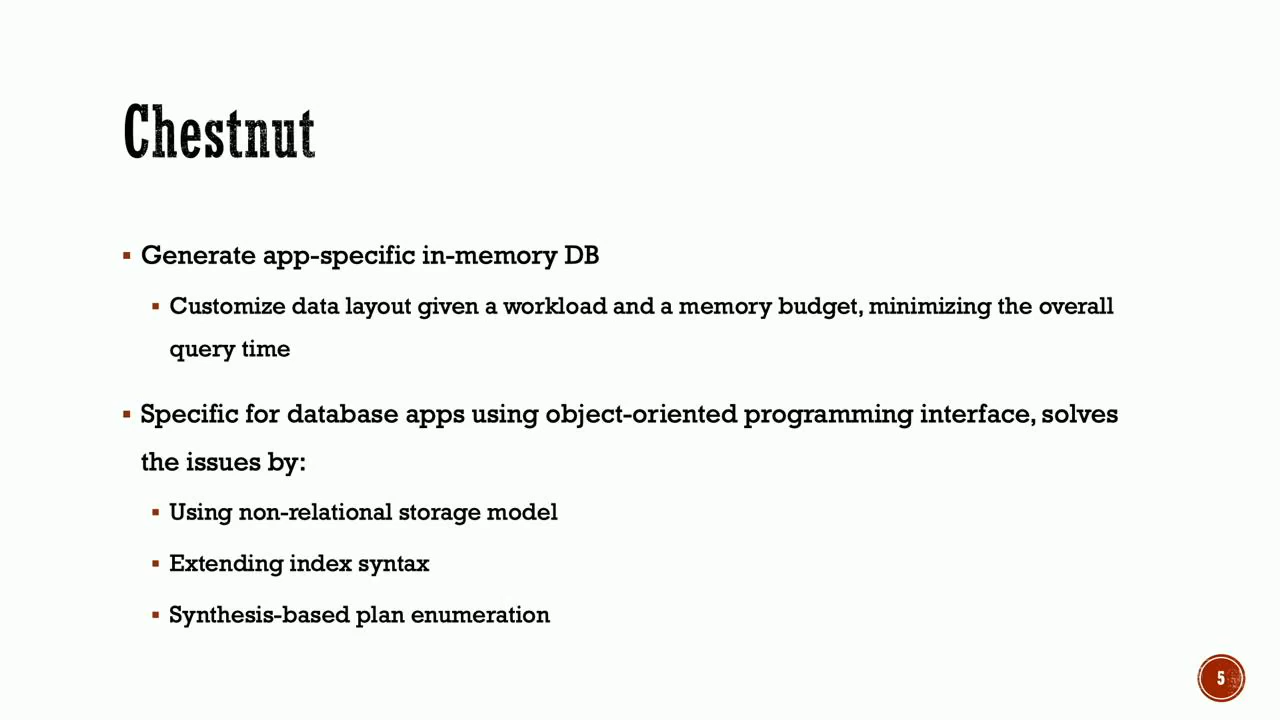 Chestnut
▪ Generate app-specific in-memory DB
▪ Customize data layout given a workload and a memory budget, minimizing the overall
query time
▪ Specific for database apps using object-oriented programming interface, solves
the issues by:
▪ Using non-relational storage model
▪ Extending index syntax
▪ Synthesis-based plan enumeration
5